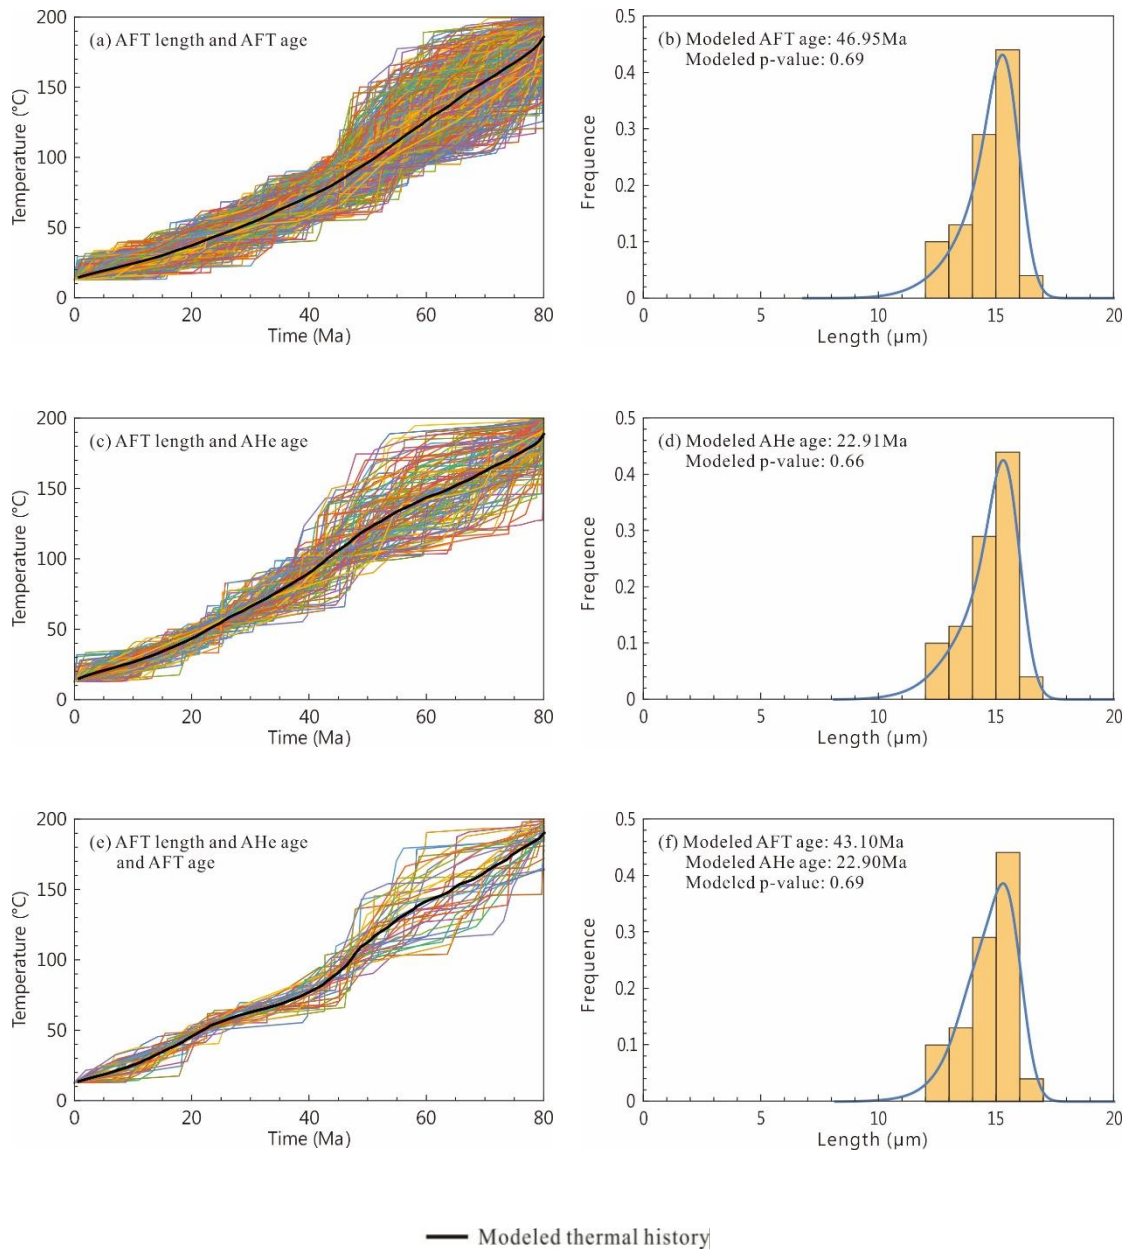 200
(a) AFT length and AFT age
150
100
50
0
Temperature (°C)
0 20 40 60 80
Time (Ma)
0.5
(b) Modeled AFT age: 46.95Ma
Modeled p-value: 0.69
0.4
0.3
0.2
0.1
0
Frequence
0 5 10 15 20
Length (μm)
200
(c) AFT length and AHe age
150
100
50
0
Temperature (°C)
0 20 40 60 80
Time (Ma)
0.5
(d) Modeled AHe age: 22.91Ma
Modeled p-value: 0.66
0.4
0.3
0.2
0.1
0
Frequence
0 5 10 15 20
Length (μm)
200
(e) AFT length and AHe age
and AFT age
150
100
50
0
Temperature (°C)
0 20 40 60 80
Time (Ma)
0.5
(f) Modeled AFT age: 43.10Ma
Modeled AHe age: 22.90Ma
Modeled p-value: 0.69
0.4
0.3
0.2
0.1
0
Frequence
0 5 10 15 20
Length (μm)
Modeled thermal history